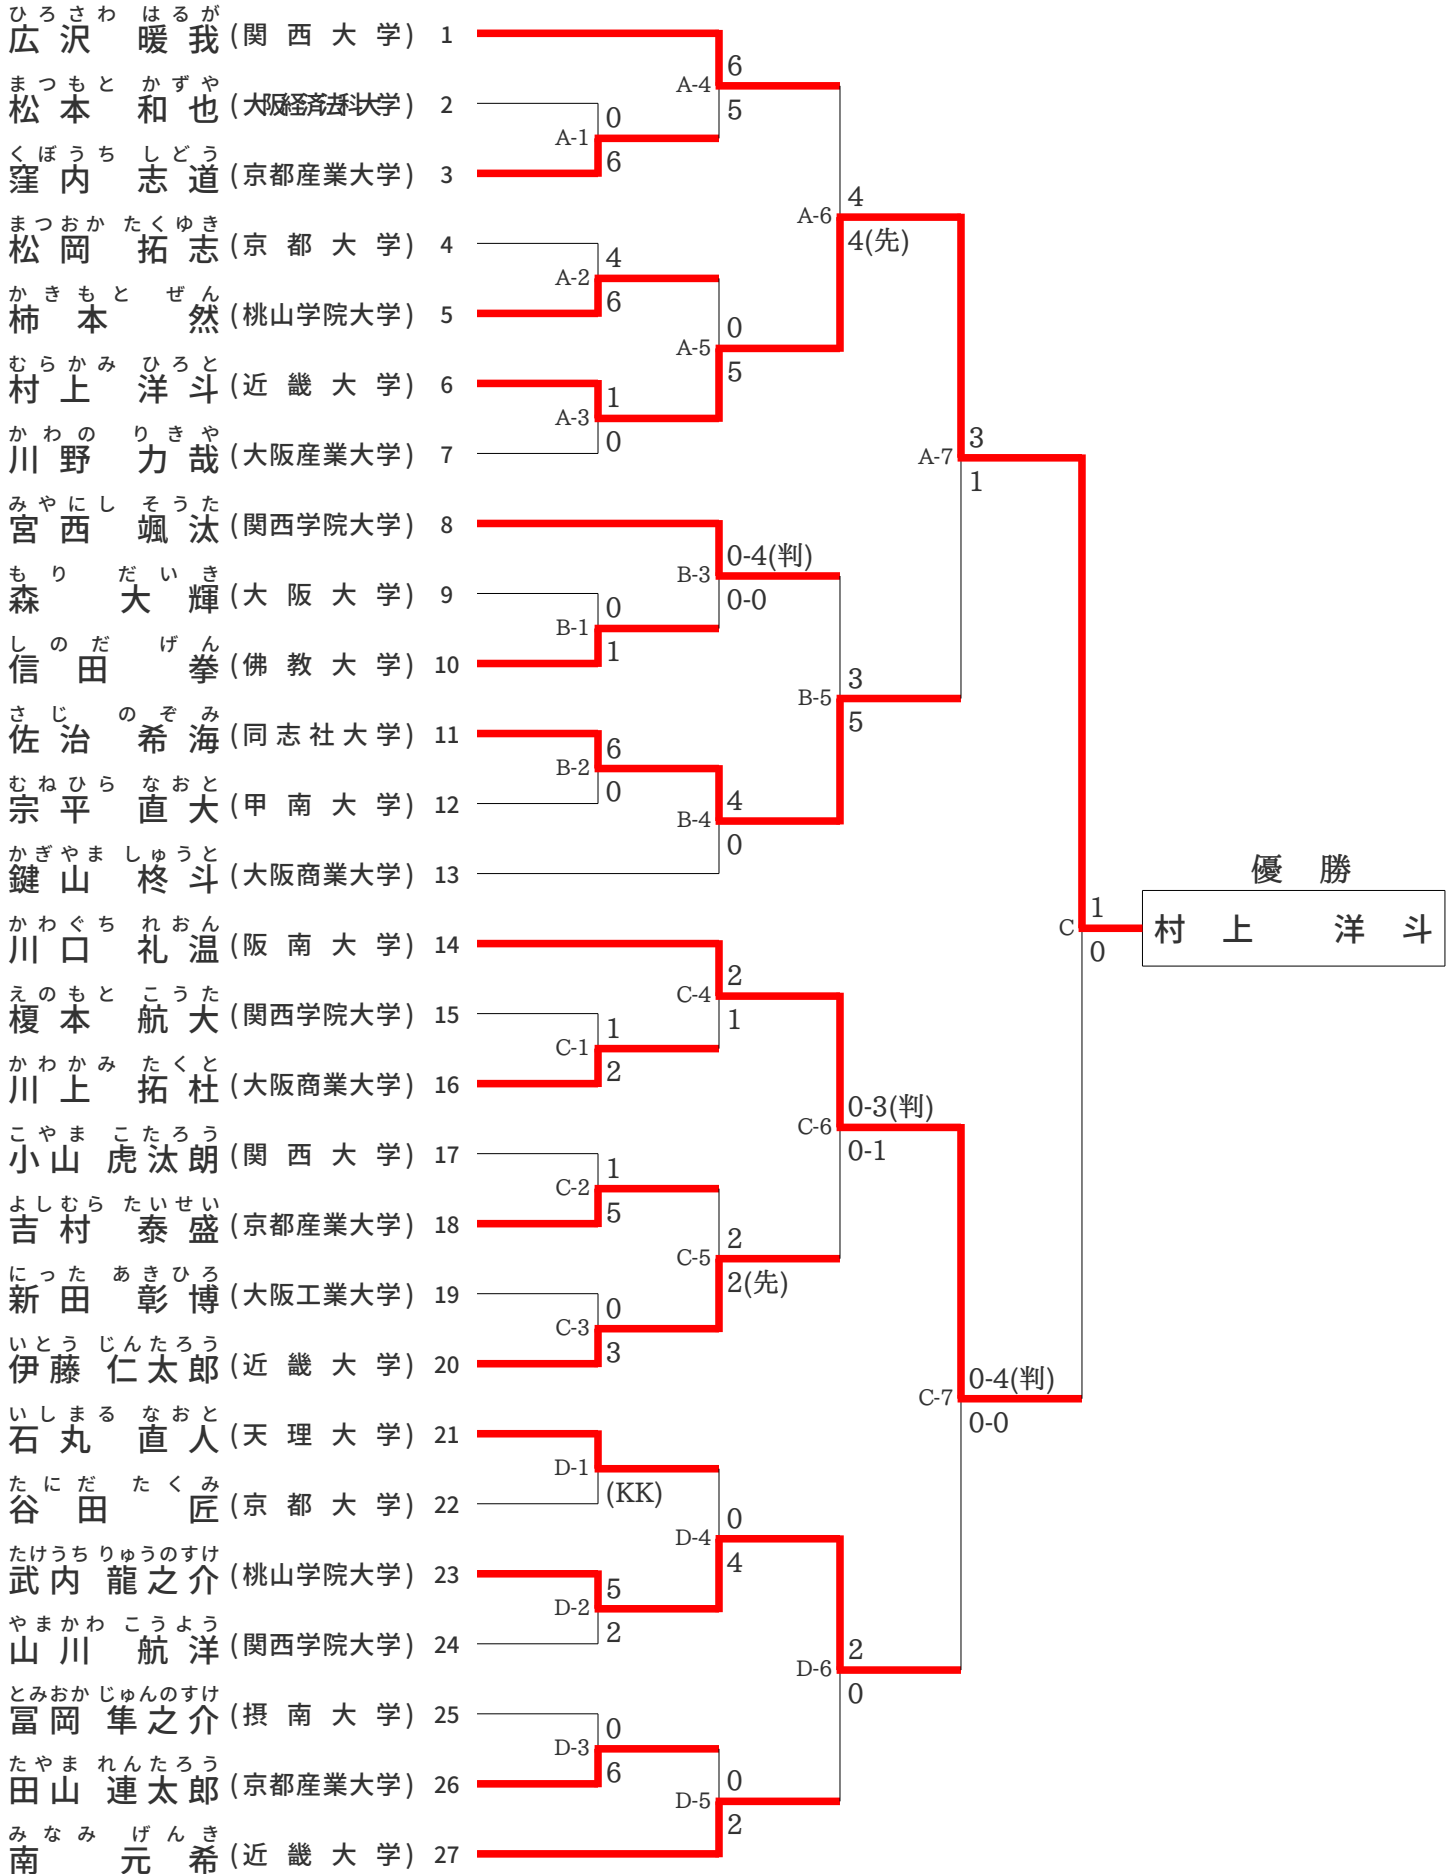 ひろさわ はるが
広沢 暖我 (関西大学) 1
まつもと かずや
松本 和也 (大阪経済法科大学) 2
くぼうち しどう
窪内 志道 (京都産業大学) 3
まつおか たくゆき
松岡 拓志 (京都大学) 4
かきもと ぜん
柿本 然 (桃山学院大学) 5
むらかみ ひろと
村上 洋斗 (近畿大学) 6
かわの りきや
川野 力哉 (大阪産業大学) 7
みやにし そうた
宮西 颯汰 (関西学院大学) 8
もり だいき
森 大輝 (大阪大学) 9
しのだ げん
信田 拳 (佛教大学) 10
さじ のぞみ
佐治 希海 (同志社大学) 11
むねひら なおと
宗平 直大 (甲南大学) 12
かぎやま しゅうと
鍵山 柊斗 (大阪商業大学) 13
かわぐち れおん
川口 礼温 (阪南大学) 14
えのもと こうた
榎本 航大 (関西学院大学) 15
かわかみ たくと
川上 拓杜 (大阪商業大学) 16
こやま こたろう
小山 虎汰朗 (関西大学) 17
よしむら たいせい
吉村 泰盛 (京都産業大学) 18
にった あきひろ
新田 彰博 (大阪工業大学) 19
いとう じんたろう
伊藤 仁太郎 (近畿大学) 20
いしまる なおと
石丸 直人 (天理大学) 21
たにだ たくみ
谷田 匠 (京都大学) 22
たけうち りゅうのすけ
武内 龍之介 (桃山学院大学) 23
やまかわ こうよう
山川 航洋 (関西学院大学) 24
とみおか じゅんのすけ
冨岡 隼之介 (摂南大学) 25
たやま れんたろう
田山 連太郎 (京都産業大学) 26
みなみ げんき
南 元希 (近畿大学) 27
0
A-1
6
4
A-2
6
1
A-3
0
0
B-1
1
6
B-2
0
1
C-1
2
1
C-2
5
0
C-3
3
D-1
(KK)
5
D-2
2
0
D-3
6
6
A-4
5
0
A-5
5
0-4(判)
B-3
0-0
4
B-4
0
2
C-4
1
2
C-5
2(先)
0
D-4
4
0
D-5
2
4
A-6
4(先)
3
B-5
5
0-3(判)
C-6
0-1
2
D-6
0
3
A-7
1
0-4(判)
C-7
0-0
1
C
0
優 勝
村 上 洋 斗